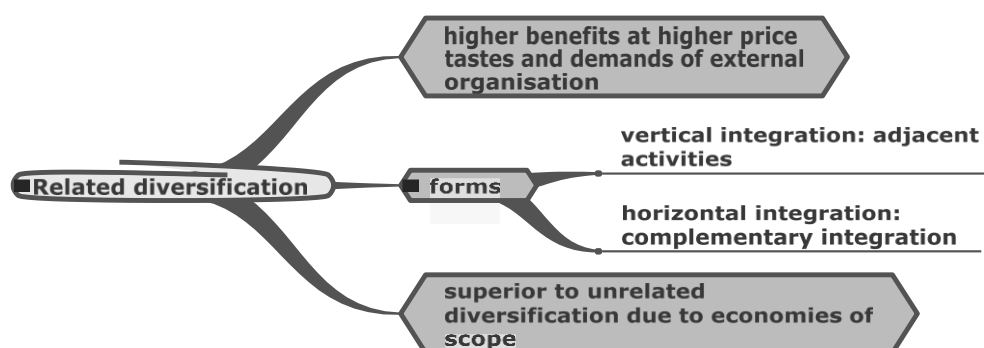 higher benefits at higher price
tastes and demands of external
organisation
vertical integration: adjacent
activities
Related diversification
forms
horizontal integration:
complementary integration
superior to unrelated
diversification due to economies of
scope